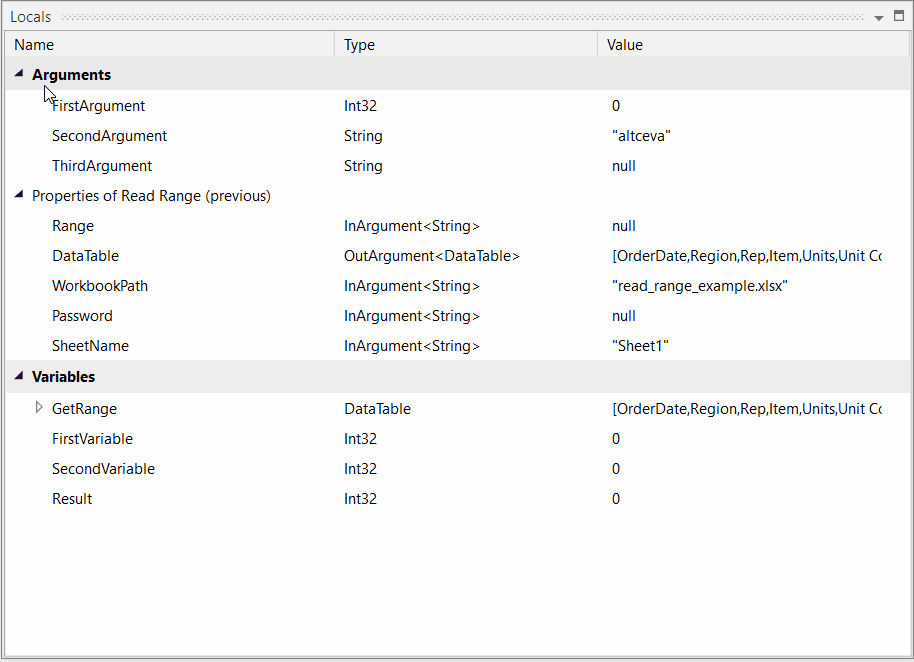 Locals
Name Type Value
Arguments
FirstArgument Int32 0
SecondArgument String "altceva"
ThirdArgument String null
Properties of Read Range (previous)
Range InArgument<String> null
DataTable OutArgument<DataTable> [OrderDate,Region,Rep,Item,Units,Unit Co
WorkbookPath InArgument<String> "read_range_example.xlsx"
Password InArgument<String> null
SheetName InArgument<String> "Sheet1"
Variables
GetRange DataTable [OrderDate,Region,Rep,Item,Units,Unit Co
FirstVariable Int32 0
SecondVariable Int32 0
Result Int32 0